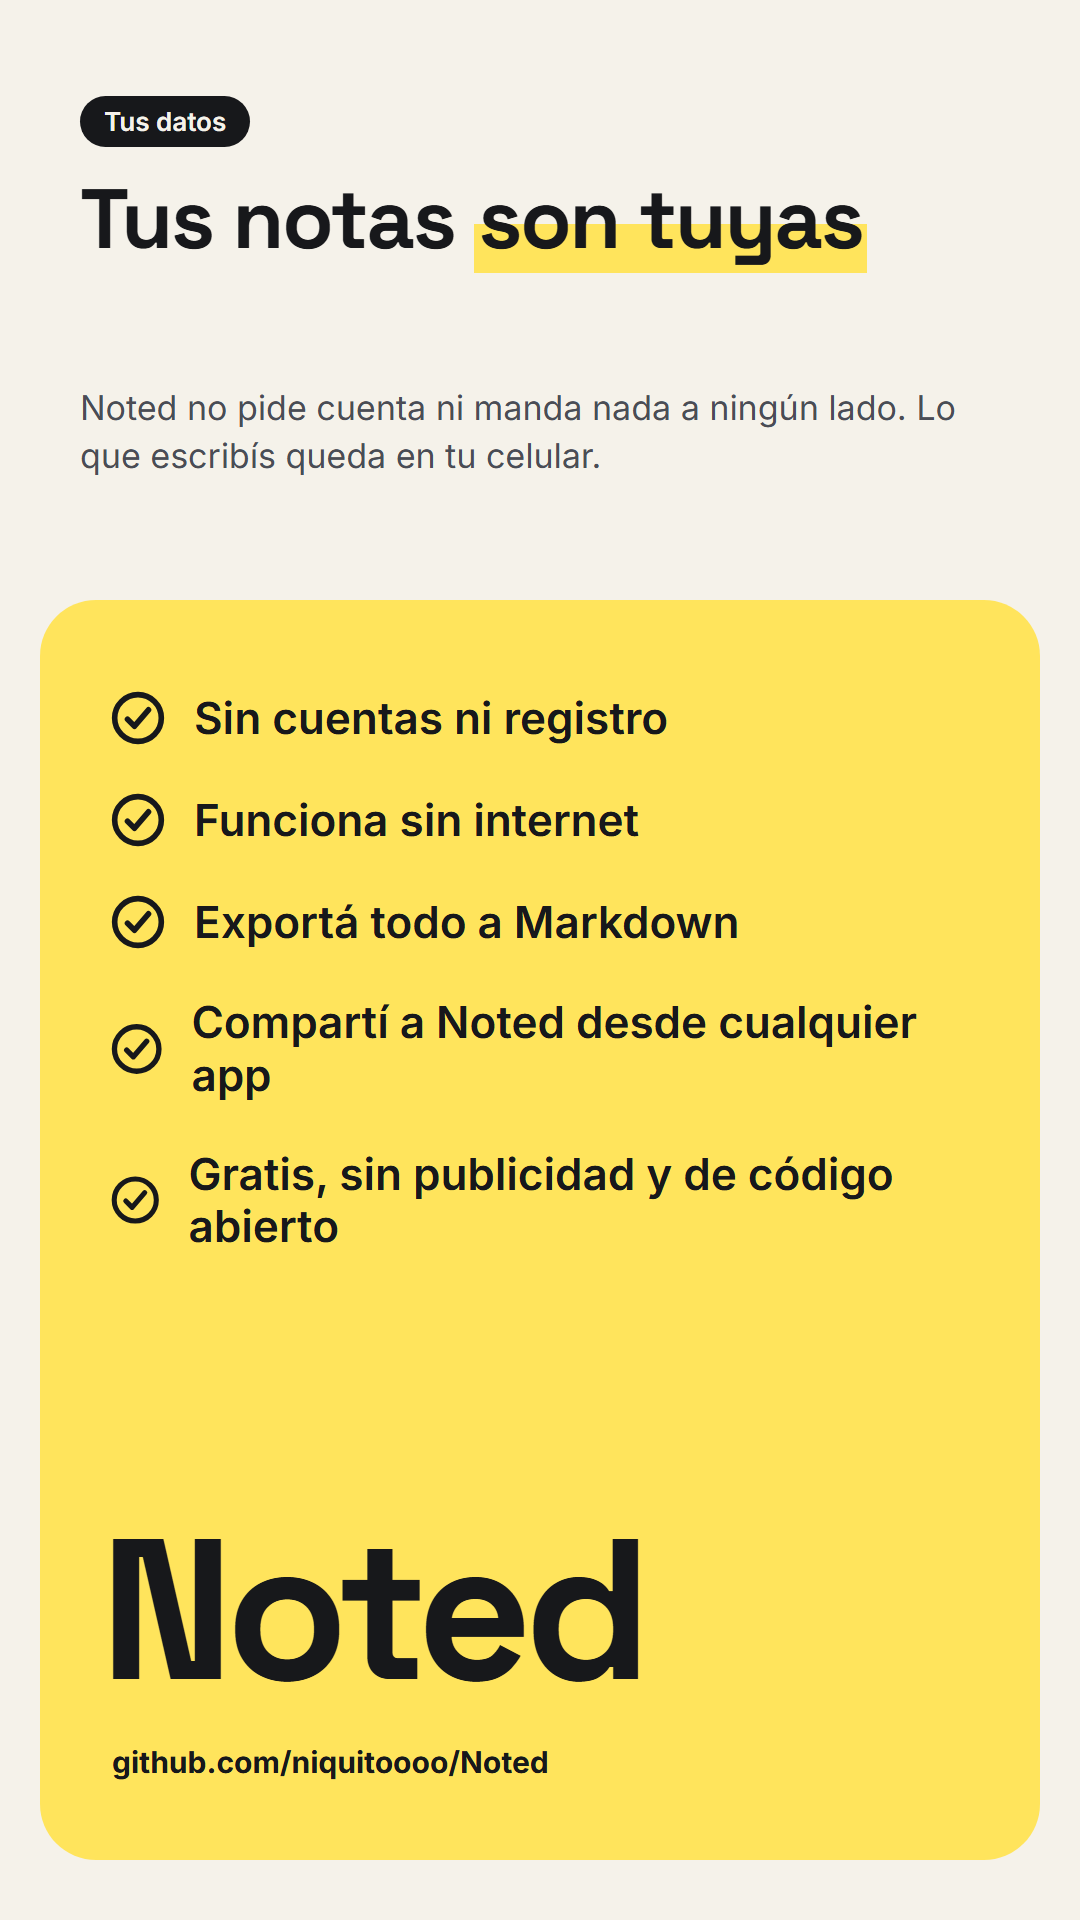 Tus datos
Tus notas son tuyas
Noted no pide cuenta ni manda nada a ningún lado. Lo
que escribís queda en tu celular.
Sin cuentas ni registro
Funciona sin internet
Exportá todo a Markdown
Compartí a Noted desde cualquier
app
Gratis, sin publicidad y de código
abierto
Noted
github.com/niquitoooo/Noted